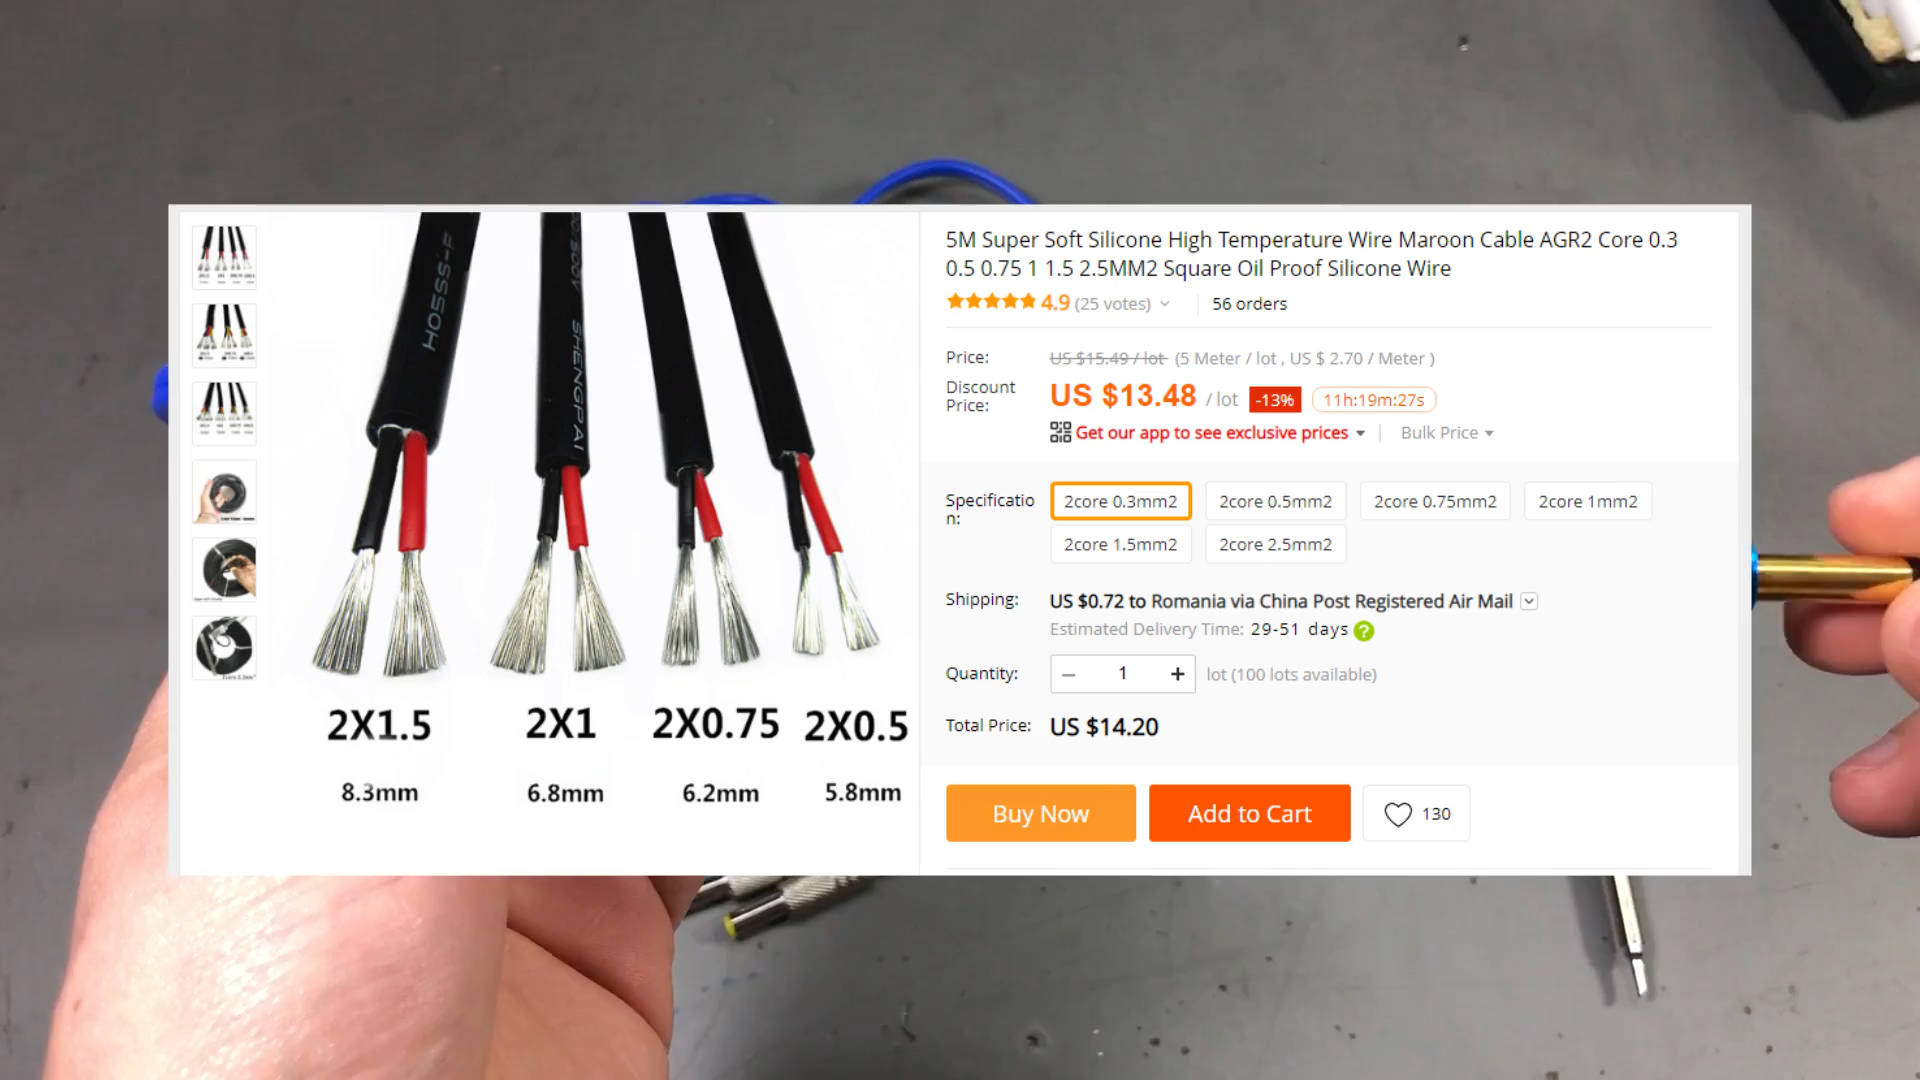 H05SS-F
SHENGPAI
2X1.5
2X1
2X0.75
2X0.5
8.3mm
6.8mm
6.2mm
5.8mm
5M Super Soft Silicone High Temperature Wire Maroon Cable AGR2 Core 0.3
0.5 0.75 1 1.5 2.5MM2 Square Oil Proof Silicone Wire
4.9 (25 votes)
56 orders
Price: US $15.49 / lot (5 Meter / lot , US $ 2.70 / Meter )
Discount
Price:
US $13.48 / lot -13% 11h:19m:27s
Get our app to see exclusive prices
Bulk Price
Specificatio
n:
2core 0.3mm2 2core 0.5mm2 2core 0.75mm2 2core 1mm2
2core 1.5mm2 2core 2.5mm2
Shipping: US $0.72 to Romania via China Post Registered Air Mail
Estimated Delivery Time: 29-51 days ?
Quantity: – 1 + lot (100 lots available)
Total Price: US $14.20
Buy Now
Add to Cart
130